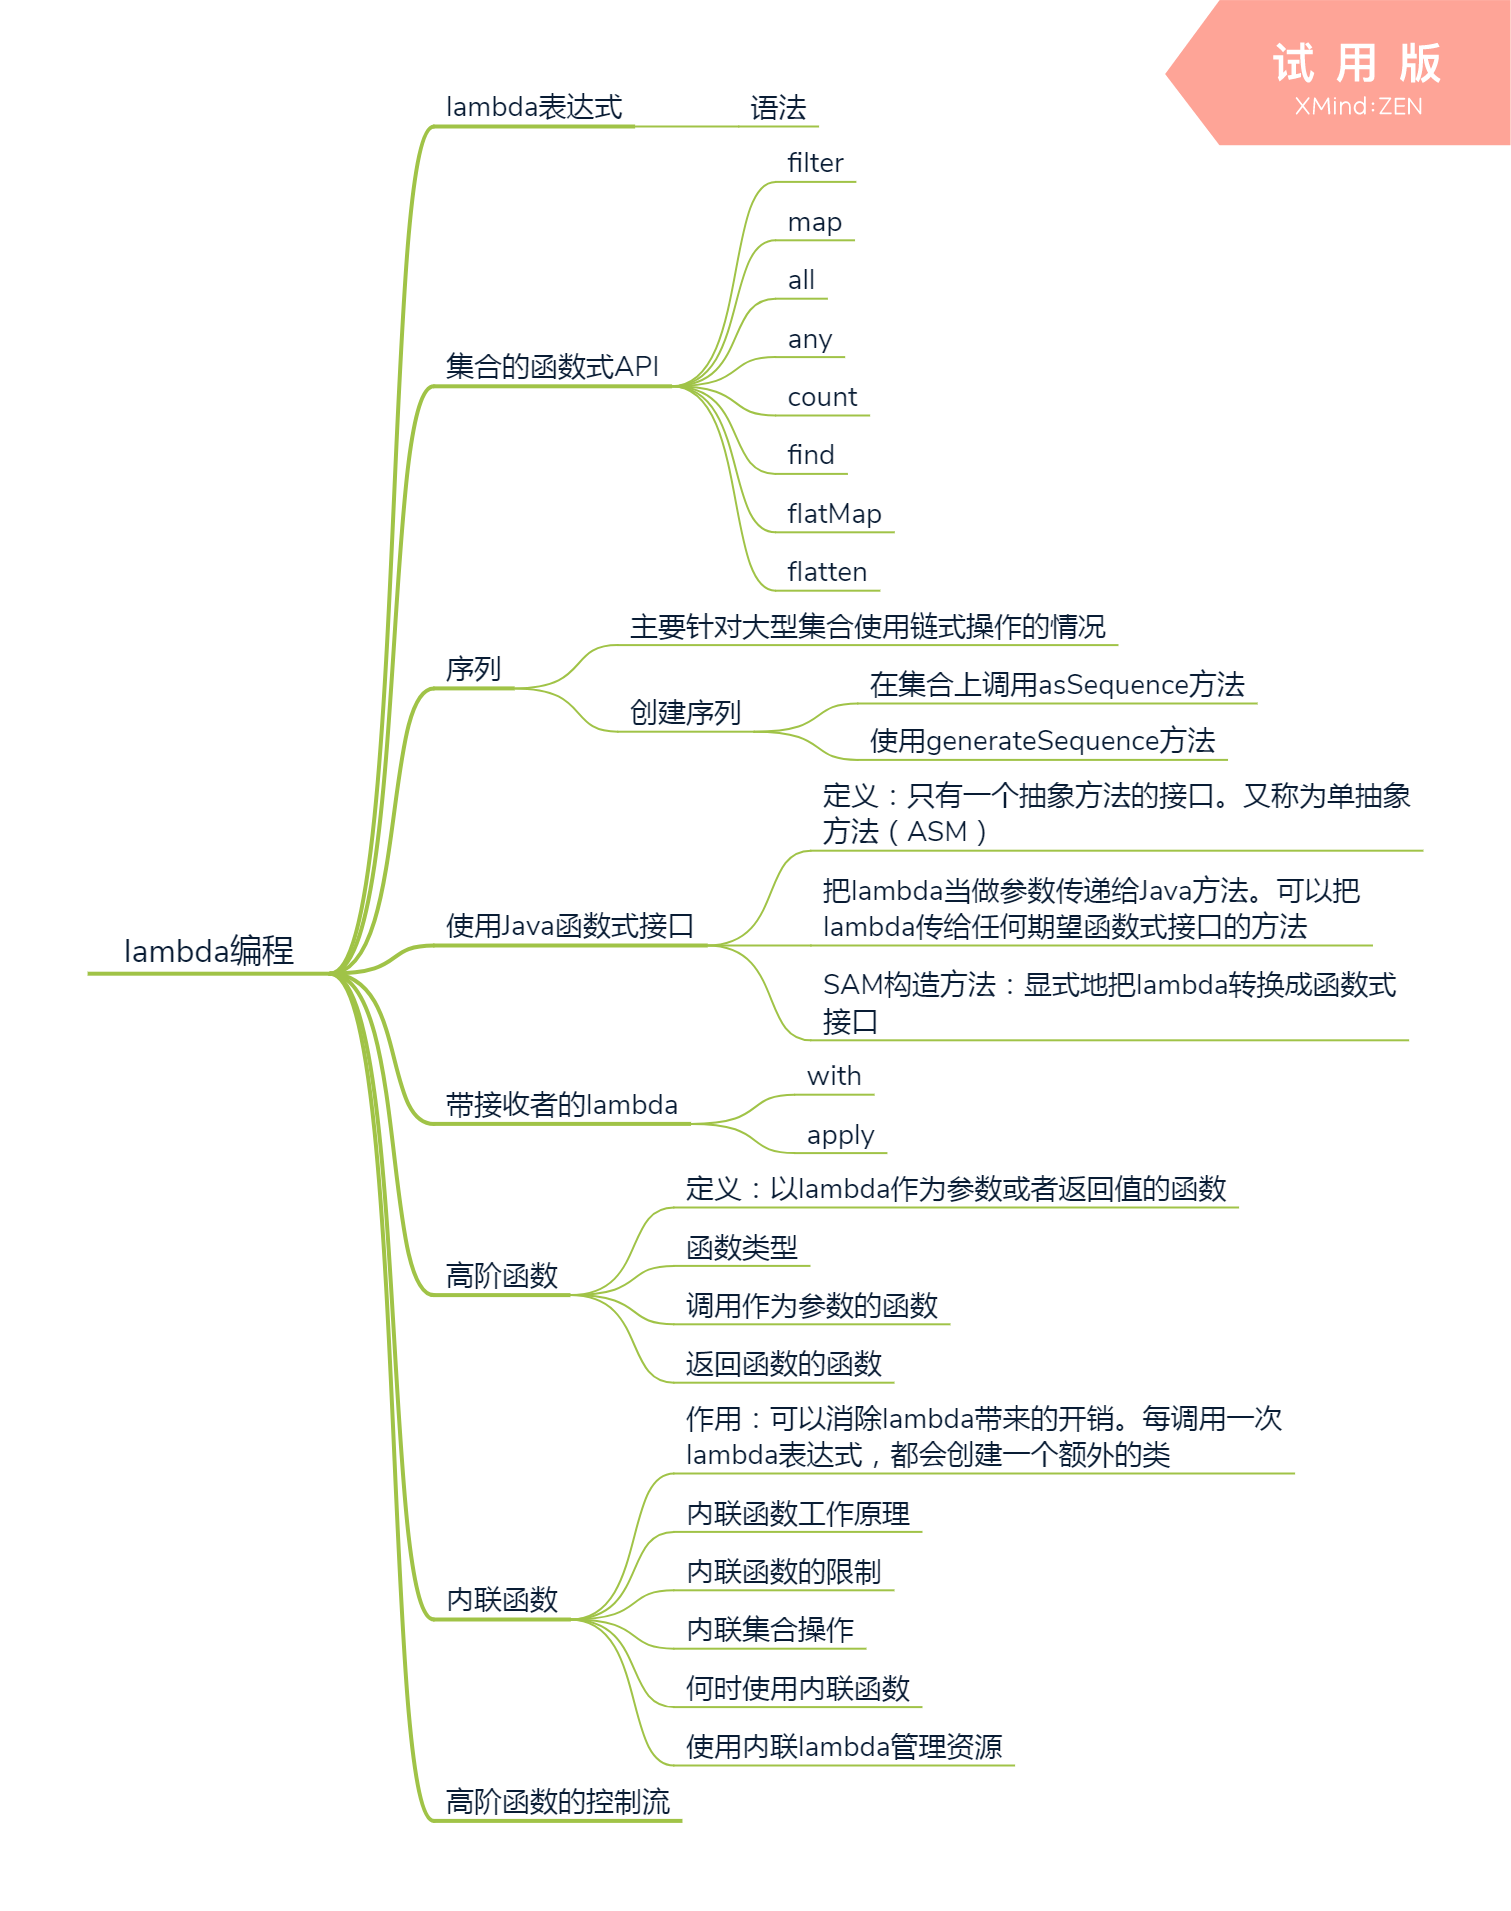 试用版
XMind:ZEN
lambda编程
lambda表达式
语法
集合的函数式API
filter
map
all
any
count
find
flatMap
flatten
序列
主要针对大型集合使用链式操作的情况
创建序列
在集合上调用asSequence方法
使用generateSequence方法
使用Java函数式接口
定义：只有一个抽象方法的接口。又称为单抽象
方法（ASM）
把lambda当做参数传递给Java方法。可以把
lambda传给任何期望函数式接口的方法
SAM构造方法：显式地把lambda转换成函数式
接口
带接收者的lambda
with
apply
高阶函数
定义：以lambda作为参数或者返回值的函数
函数类型
调用作为参数的函数
返回函数的函数
内联函数
作用：可以消除lambda带来的开销。每调用一次
lambda表达式，都会创建一个额外的类
内联函数工作原理
内联函数的限制
内联集合操作
何时使用内联函数
使用内联lambda管理资源
高阶函数的控制流